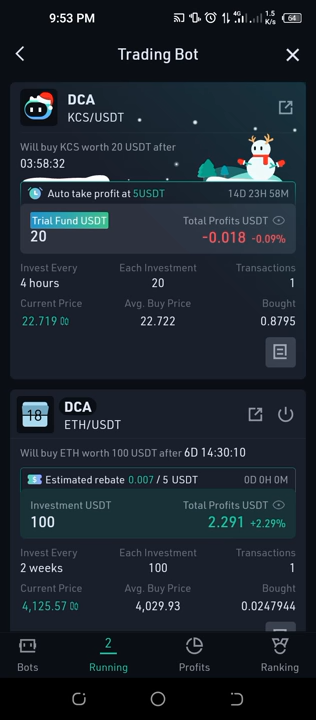 9:53 PM
4G
1.5
K/s
64
Trading Bot
DCA
KCS/USDT
Will buy KCS worth 20 USDT after
03:58:32
Auto take profit at 5USDT 14D 23H 58M
Trial Fund USDT Total Profits USDT
20 -0.018 -0.09%
Invest Every Each Investment Transactions
4 hours 20 1
Current Price Avg. Buy Price Bought
22.719 22.722 0.8795
18 DCA
ETH/USDT
Will buy ETH worth 100 USDT after 6D 14:30:10
Estimated rebate 0.007 / 5 USDT 0D 0H 0M
Investment USDT Total Profits USDT
100 2.291 +2.29%
Invest Every Each Investment Transactions
2 weeks 100 1
Current Price Avg. Buy Price Bought
4,125.57 4,029.93 0.0247944
2
Bots Running Profits Ranking